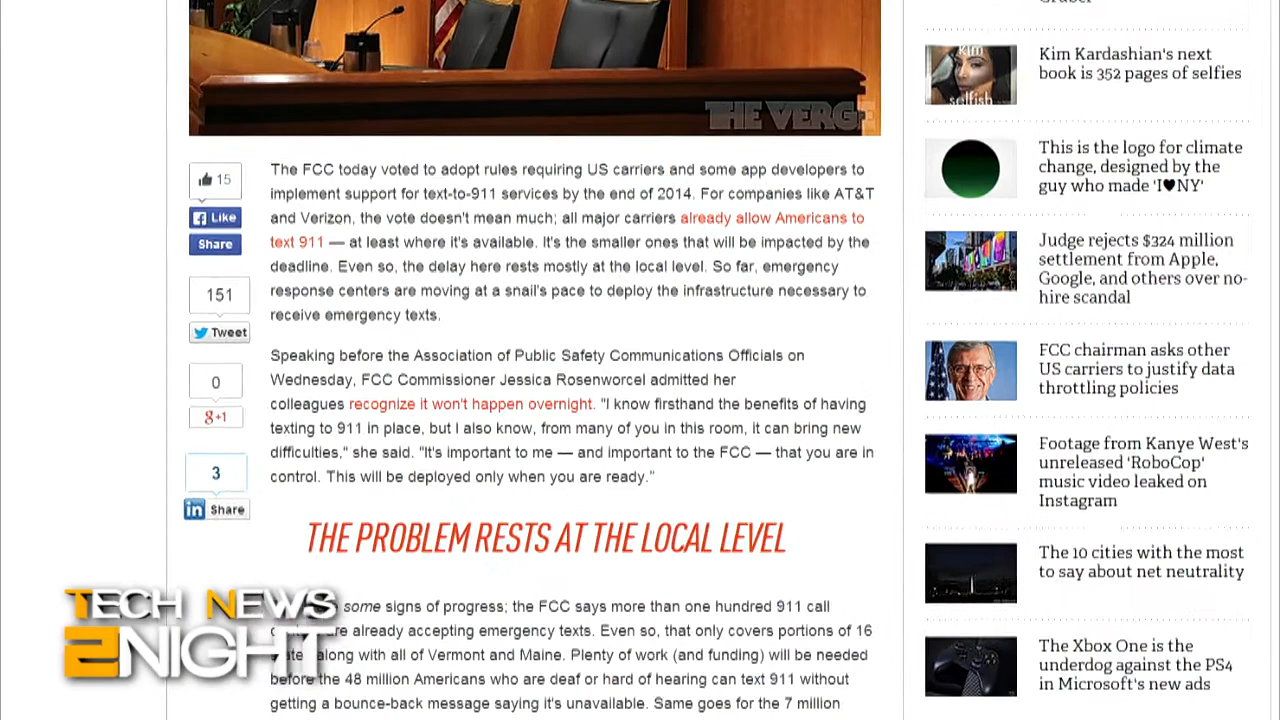 THE VERGE
The FCC today voted to adopt rules requiring US carriers and some app developers to
implement support for text-to-911 services by the end of 2014. For companies like AT&T
and Verizon, the vote doesn't mean much; all major carriers already allow Americans to
text 911 — at least where it's available. It's the smaller ones that will be impacted by the
deadline. Even so, the delay here rests mostly at the local level. So far, emergency
response centers are moving at a snail's pace to deploy the infrastructure necessary to
receive emergency texts.
Speaking before the Association of Public Safety Communications Officials on
Wednesday, FCC Commissioner Jessica Rosenworcel admitted her
colleagues recognize it won't happen overnight. "I know firsthand the benefits of having
texting to 911 in place, but I also know, from many of you in this room, it can bring new
difficulties," she said. "It's important to me — and important to the FCC — that you are in
control. This will be deployed only when you are ready."
THE PROBLEM RESTS AT THE LOCAL LEVEL
some signs of progress; the FCC says more than one hundred 911 call
already accepting emergency texts. Even so, that only covers portions of 16
along with all of Vermont and Maine. Plenty of work (and funding) will be needed
before the 48 million Americans who are deaf or hard of hearing can text 911 without
getting a bounce-back message saying it's unavailable. Same goes for the 7 million
15
Like
Share
151
Tweet
0
g+1
3
in Share
TECH NEWS
2NIGHT
Gruber
kim
selfish
Kim Kardashian's next
book is 352 pages of selfies
This is the logo for climate
change, designed by the
guy who made 'I♥NY'
Judge rejects $324 million
settlement from Apple,
Google, and others over no-
hire scandal
FCC chairman asks other
US carriers to justify data
throttling policies
Footage from Kanye West's
unreleased 'RoboCop'
music video leaked on
Instagram
The 10 cities with the most
to say about net neutrality
The Xbox One is the
underdog against the PS4
in Microsoft's new ads